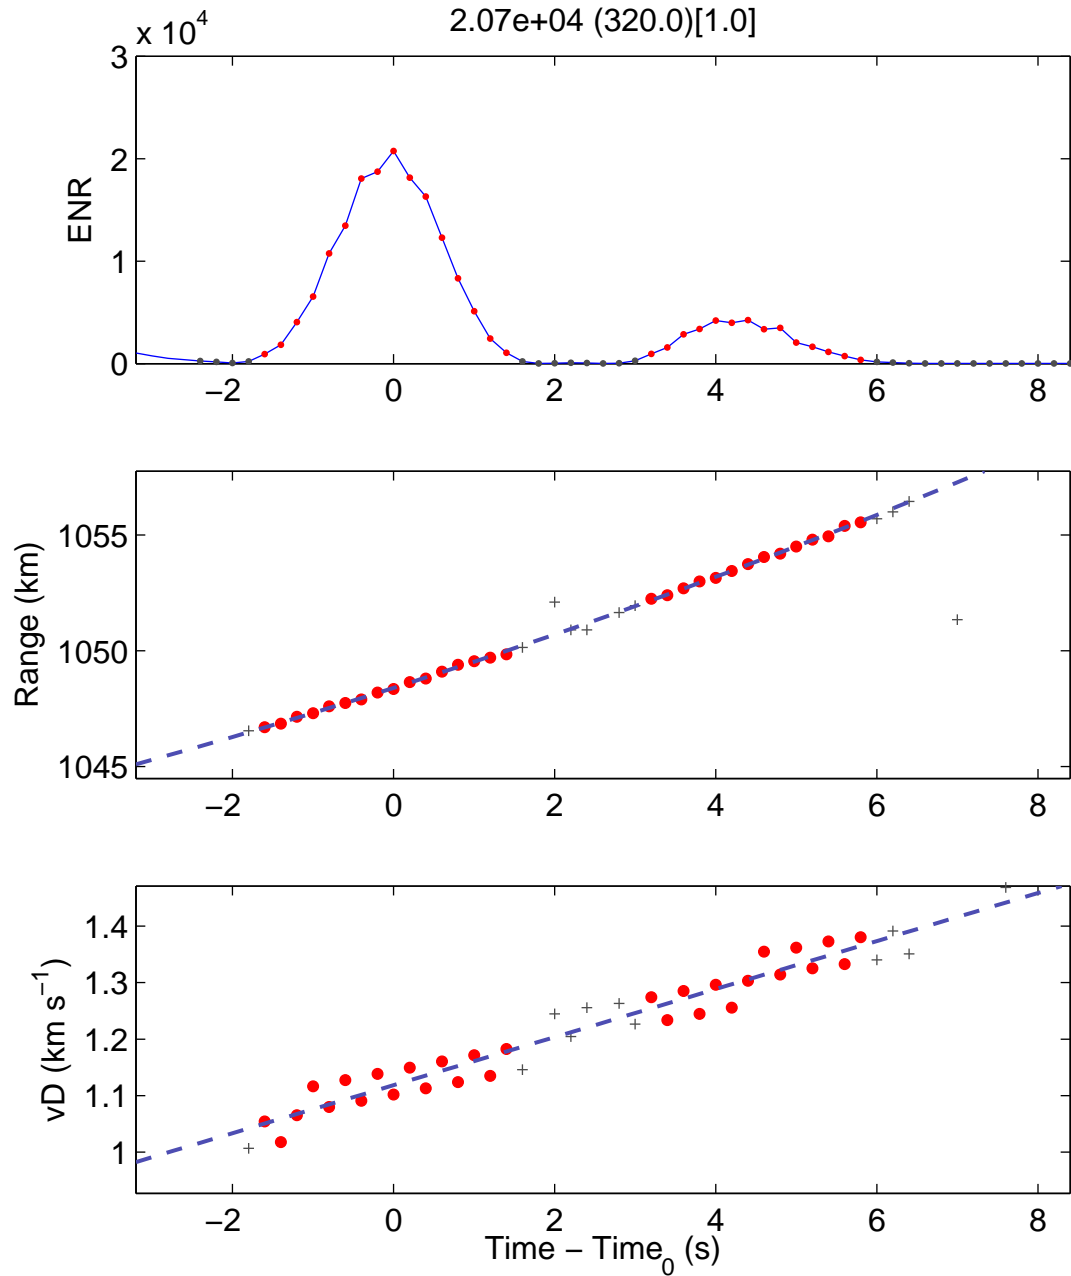 2.07e+04 (320.0)[1.0]
x 10^4
3
2
1
0
ENR
−2 0 2 4 6 8
1055
1050
1045
Range (km)
−2 0 2 4 6 8
1.4
1.3
1.2
1.1
1
vD (km s^−1)
−2 0 2 4 6 8
Time − Time_0 (s)